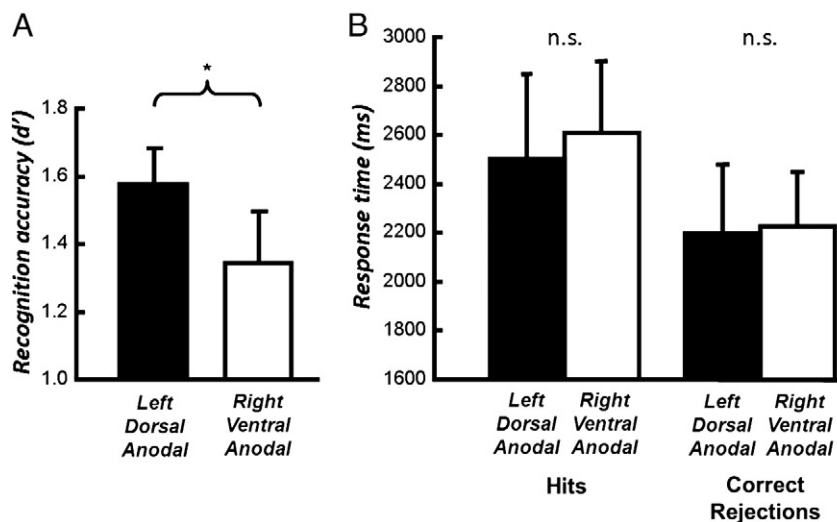 A
*
Recognition accuracy (d')
1.8
1.6
1.4
1.2
1.0
Left
Dorsal
Anodal
Right
Ventral
Anodal
B
n.s.
n.s.
Response time (ms)
3000
2800
2600
2400
2200
2000
1800
1600
Left
Dorsal
Anodal
Right
Ventral
Anodal
Left
Dorsal
Anodal
Right
Ventral
Anodal
Hits
Correct
Rejections